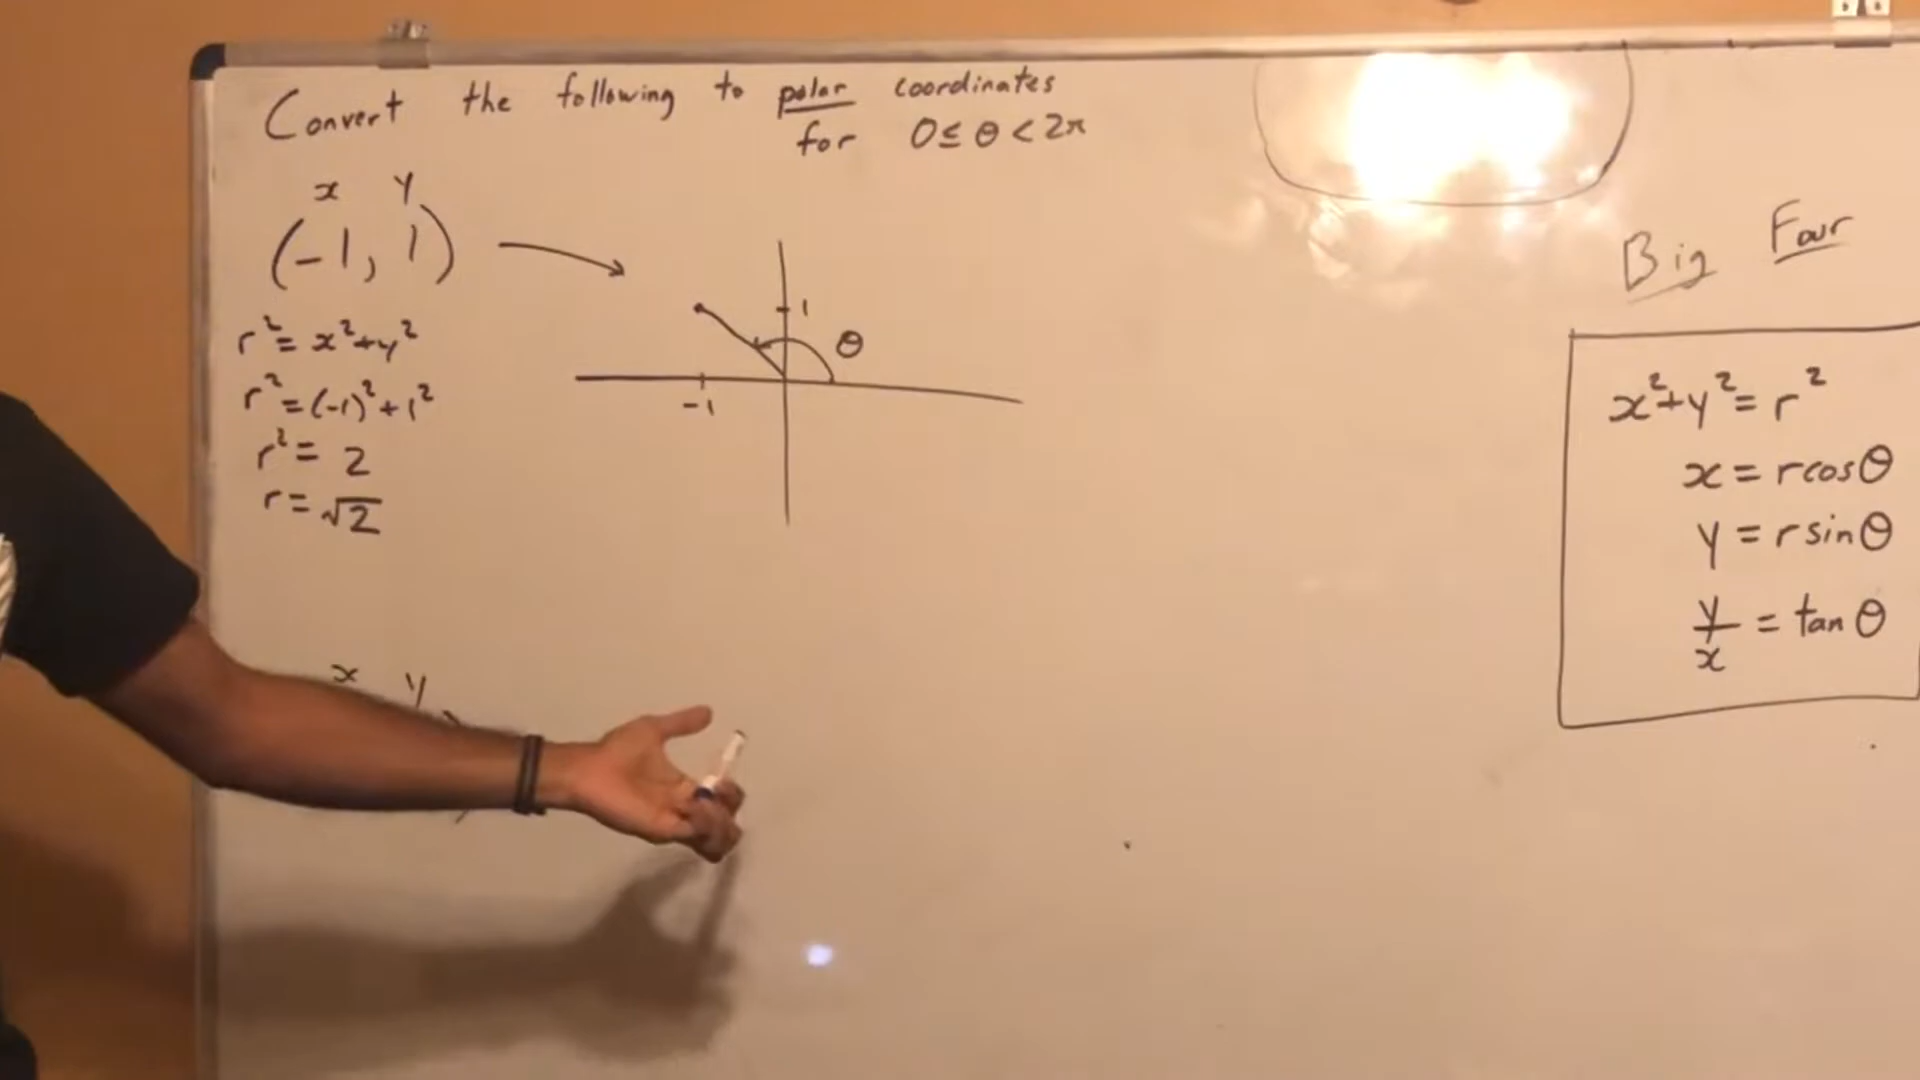 Convert the following to polar coordinates
for 0≤θ<2π
x y
(-1, 1)
r²= x²+y²
r²=(-1)²+1²
r²= 2
r=√2
1
θ
-1
x y
Big Four
x²+y²=r²
x=rcosθ
y=rsinθ
y/x = tanθ